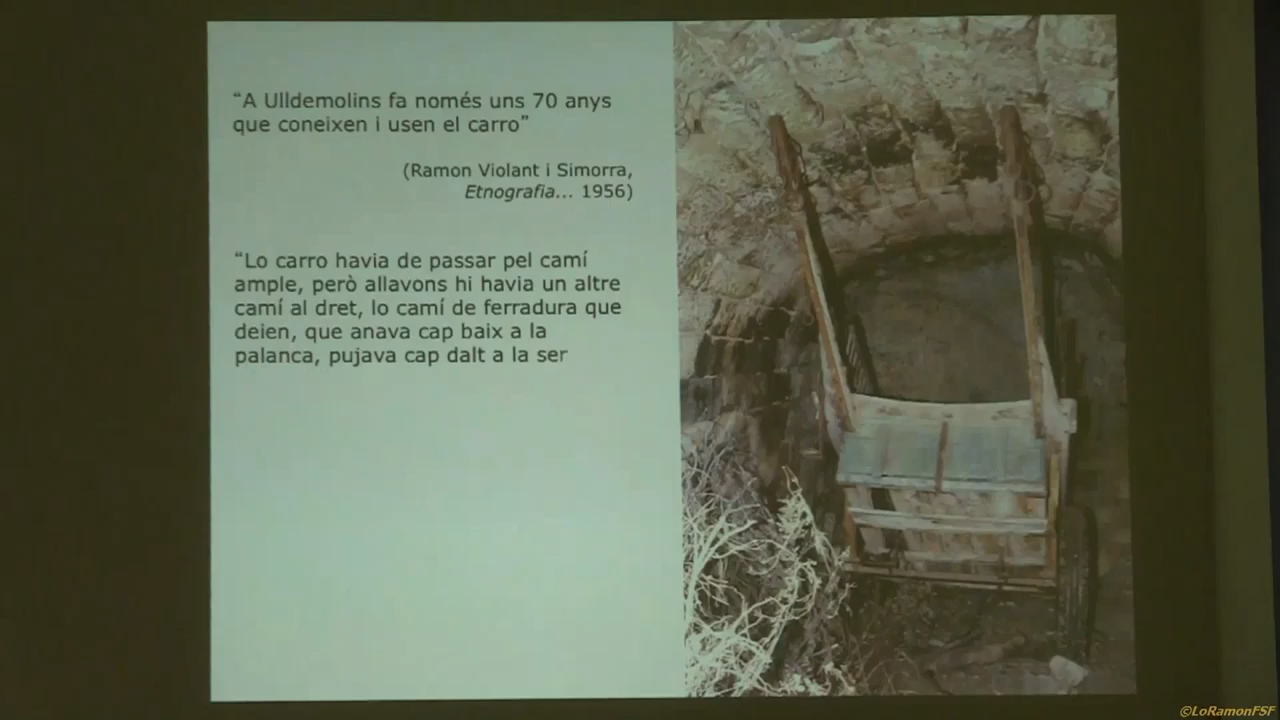 “A Ulldemolins fa només uns 70 anys
que coneixen i usen el carro”
(Ramon Violant i Simorra,
Etnografia... 1956)
“Lo carro havia de passar pel camí
ample, però allavons hi havia un altre
camí al dret, lo camí de ferradura que
deien, que anava cap baix a la
palanca, pujava cap dalt a la ser
©LoRamonFSF